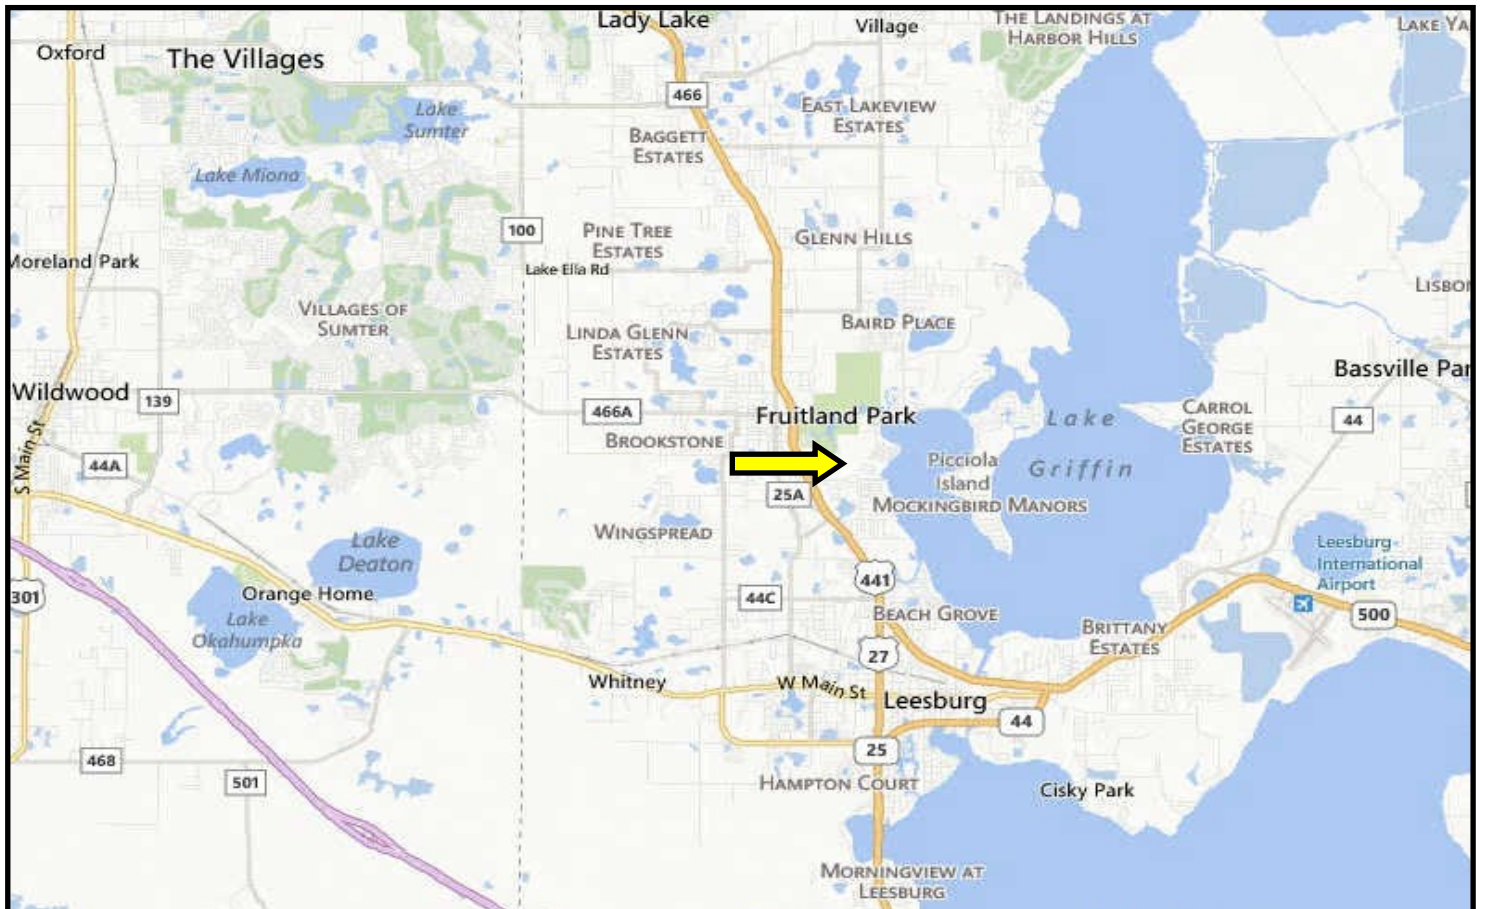 Lady Lake
Village
THE LANDINGS AT
HARBOR HILLS
LAKE YA
Oxford
The Villages
466
Lake
Sumter
EAST LAKEVIEW
ESTATES
BAGGETT
ESTATES
Lake Miona
100
PINE TREE
ESTATES
GLENN HILLS
Moreland Park
Lake Ella Rd
LISBO
VILLAGES OF
SUMTER
LINDA GLENN
ESTATES
BAIRD PLACE
Bassville Par
Wildwood
139
466A
Fruitland Park
Lake
Griffin
CARROL
GEORGE
ESTATES
44
BROOKSTONE
S Main St
44A
Picciola
Island
25A
MOCKINGBIRD MANORS
WINGSPREAD
Lake
Deaton
Leesburg
International
Airport
301
Orange Home
441
44C
BEACH GROVE
500
Lake
Okahumpka
BRITTANY
ESTATES
27
Whitney
W Main St
Leesburg
44
25
468
501
HAMPTON COURT
Cisky Park
MORNINGVIEW AT
LEESBURG